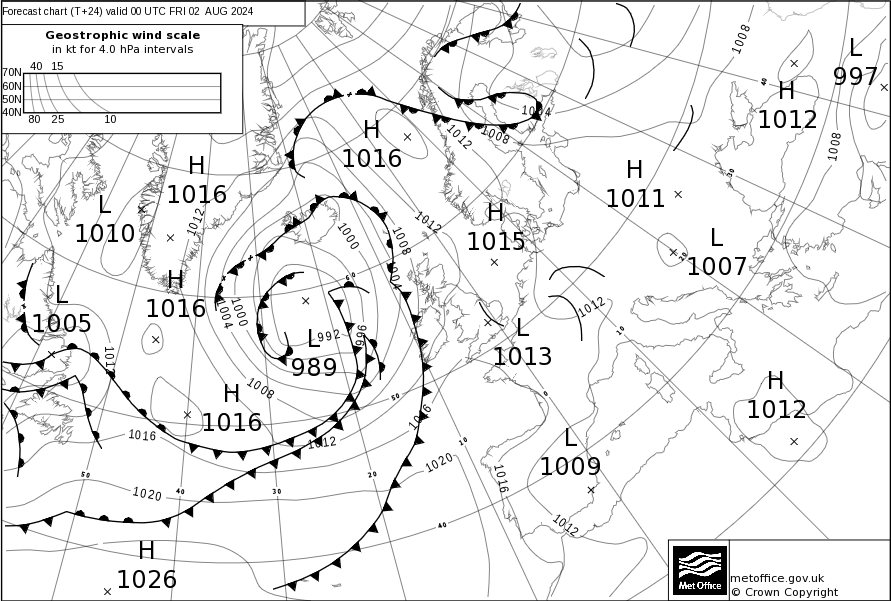 Forecast chart (T+24) valid 00 UTC FRI 02 AUG 2024
Geostrophic wind scale
in kt for 4.0 hPa intervals
40 15
70N
60N
50N
40N
80 25 10
H
1016
H
1016
L
1010
H
1016
L
1005
H
1016
L
989
H
1026
H
1015
L
1013
L
1009
H
1011
L
1007
H
1012
L
997
H
1012
1012
1000
1008
1004
1012
1012
1008
1004
1008
1008
1004
1000
992
996
1008
1016
1012
1016
1016
1020
1020
1016
1012
1012
50
40
30
20
10
0
10
40
50
60
30
40
Met Office
metoffice.gov.uk
© Crown Copyright